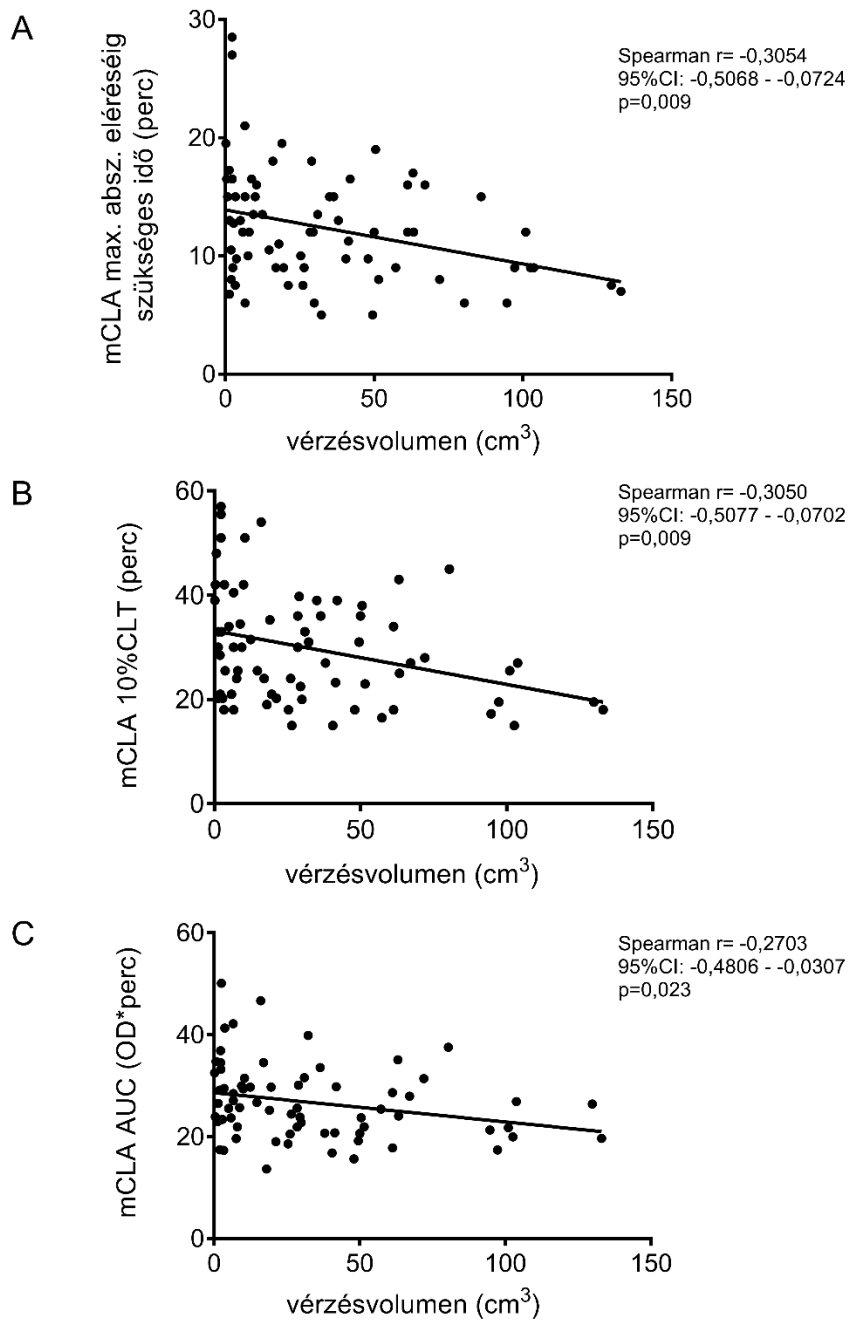 A
mCLA max. absz. eléréséig
szükséges idő (perc)
30
20
10
0
0
50
100
150
vérzésvolumen (cm³)
Spearman r= -0,3054
95%CI: -0,5068 - -0,0724
p=0,009
B
mCLA 10%CLT (perc)
60
40
20
0
0
50
100
150
vérzésvolumen (cm³)
Spearman r= -0,3050
95%CI: -0,5077 - -0,0702
p=0,009
C
mCLA AUC (OD*perc)
60
40
20
0
0
50
100
150
vérzésvolumen (cm³)
Spearman r= -0,2703
95%CI: -0,4806 - -0,0307
p=0,023